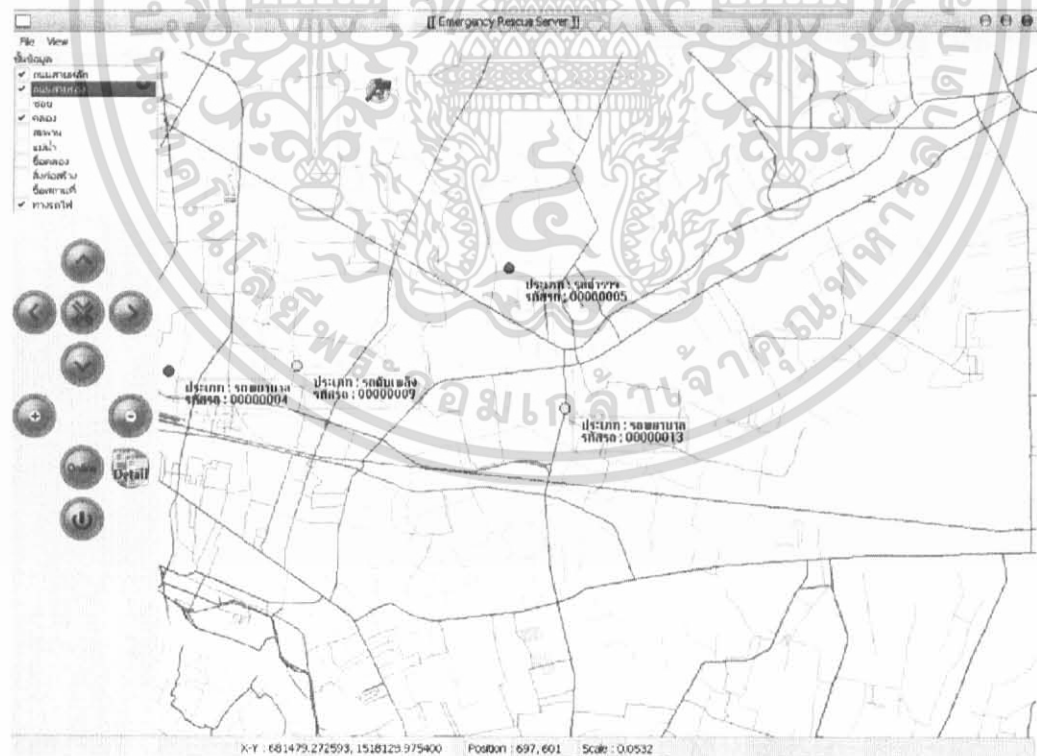 [[ Emergency Rescue Server ]]
File View
ชั้นข้อมูล
ถนนสายหลัก
ถนนสายรอง
ซอย
คลอง
สะพาน
แม่น้ำ
ชื่อคลอง
สิ่งก่อสร้าง
ชื่อสถานที่
ทางรถไฟ
ประเภท : รถตำรวจ
รหัสรถ : 00000005
ประเภท : รถพยาบาล
รหัสรถ : 00000004
ประเภท : รถดับเพลิง
รหัสรถ : 00000009
ประเภท : รถพยาบาล
รหัสรถ : 00000013
Online
Detail
X-Y : 681479.272593, 1518129.975400 Position : 697, 601 Scale : 0.0532